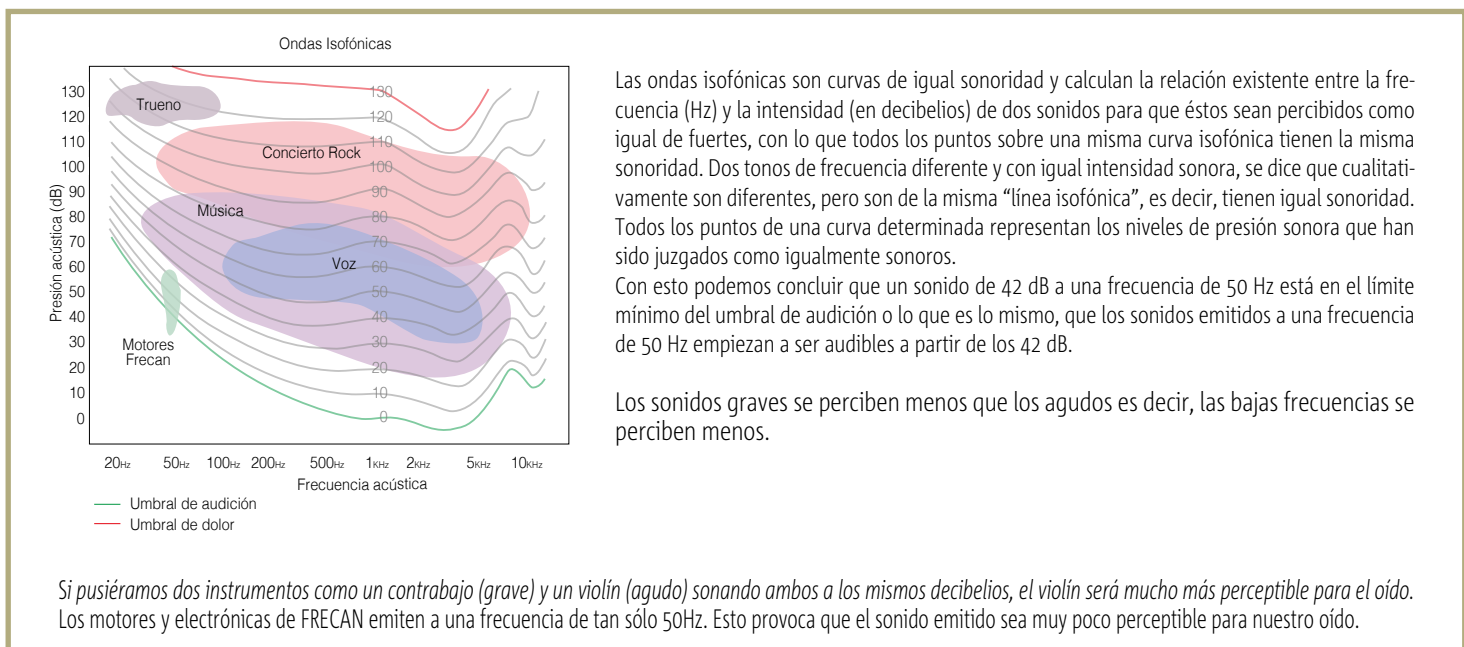 Ondas Isofónicas
130
120
110
100
90
80
70
60
50
40
30
20
10
0
Presión acústica (dB)
130
120
110
100
90
80
70
60
50
40
30
20
10
0
Trueno
Concierto Rock
Música
Voz
Motores
Frecan
20Hz 50Hz 100Hz 200Hz 500Hz 1KHz 2KHz 5KHz 10KHz
Frecuencia acústica
Umbral de audición
Umbral de dolor
Las ondas isofónicas son curvas de igual sonoridad y calculan la relación existente entre la fre-
cuencia (Hz) y la intensidad (en decibelios) de dos sonidos para que éstos sean percibidos como
igual de fuertes, con lo que todos los puntos sobre una misma curva isofónica tienen la misma
sonoridad. Dos tonos de frecuencia diferente y con igual intensidad sonora, se dice que cualitati-
vamente son diferentes, pero son de la misma “línea isofónica”, es decir, tienen igual sonoridad.
Todos los puntos de una curva determinada representan los niveles de presión sonora que han
sido juzgados como igualmente sonoros.
Con esto podemos concluir que un sonido de 42 dB a una frecuencia de 50 Hz está en el límite
mínimo del umbral de audición o lo que es lo mismo, que los sonidos emitidos a una frecuencia
de 50 Hz empiezan a ser audibles a partir de los 42 dB.
Los sonidos graves se perciben menos que los agudos es decir, las bajas frecuencias se
perciben menos.
Si pusiéramos dos instrumentos como un contrabajo (grave) y un violín (agudo) sonando ambos a los mismos decibelios, el violín será mucho más perceptible para el oído.
Los motores y electrónicas de FRECAN emiten a una frecuencia de tan sólo 50Hz. Esto provoca que el sonido emitido sea muy poco perceptible para nuestro oído.